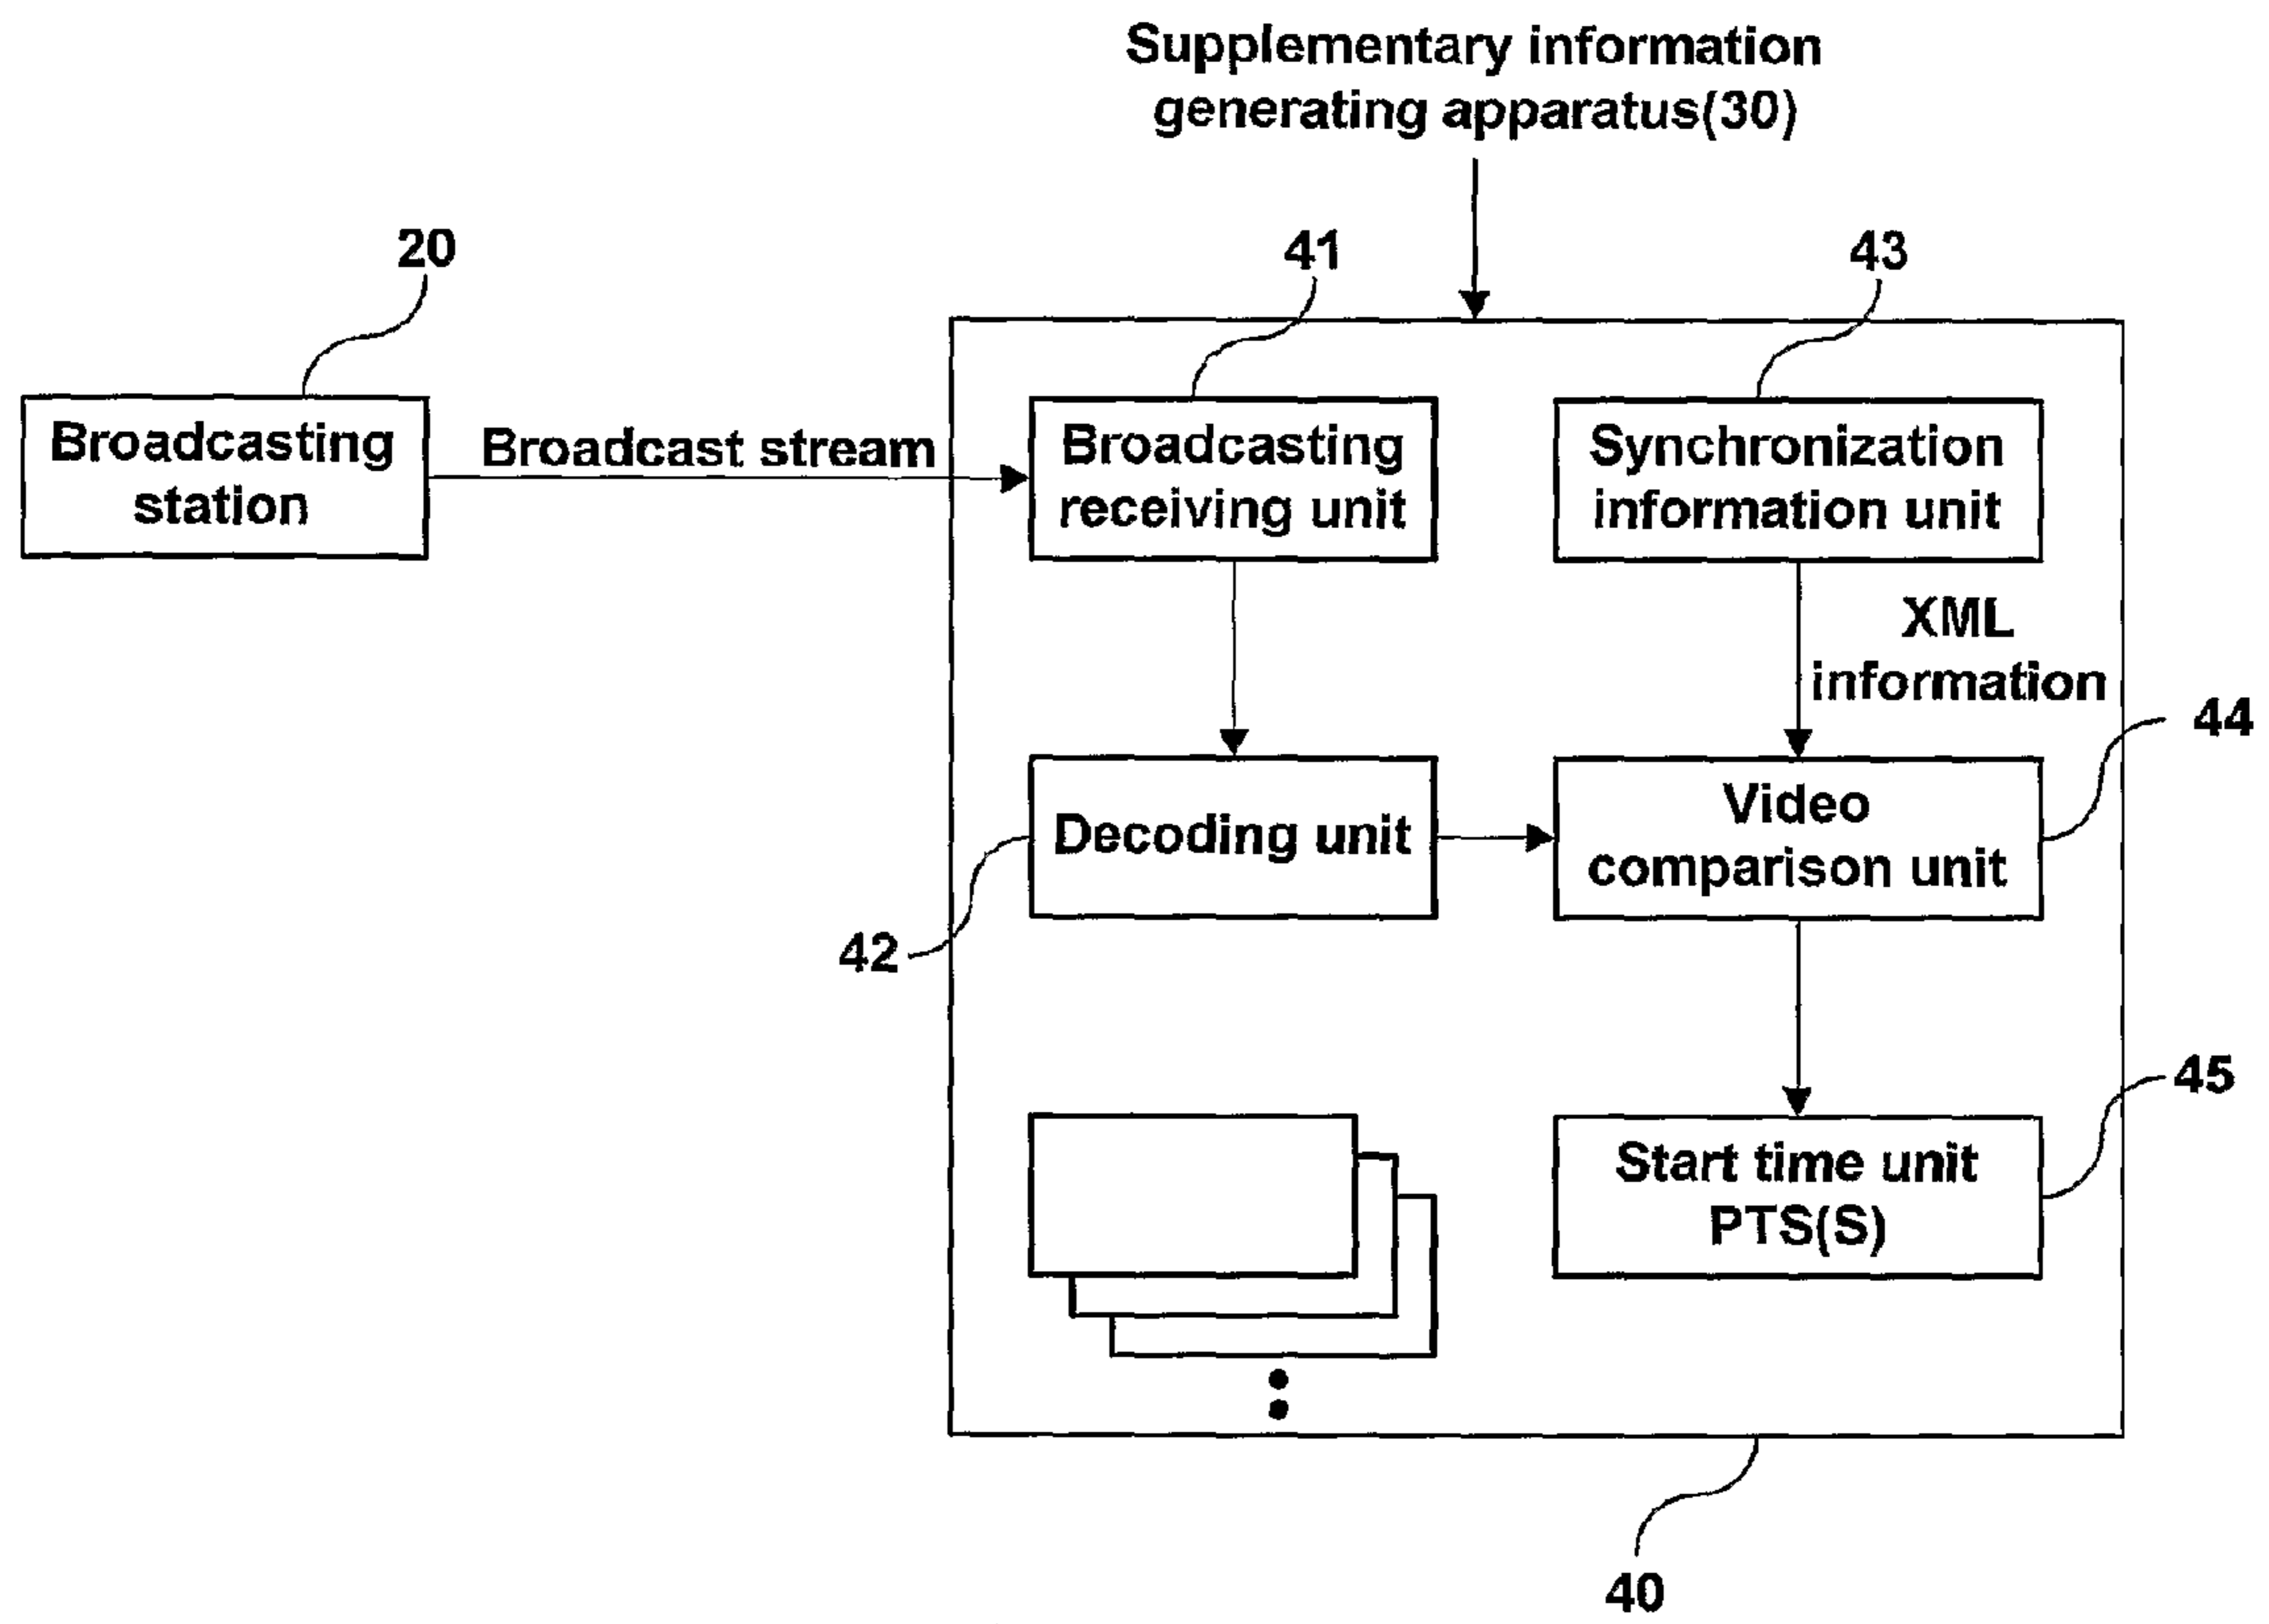 Supplementary information
generating apparatus(30)
20
41
43
Broadcasting
station
Broadcast stream
Broadcasting
receiving unit
Synchronization
information unit
XML
information
44
Decoding unit
Video
comparison unit
42
45
Start time unit
PTS(S)
40